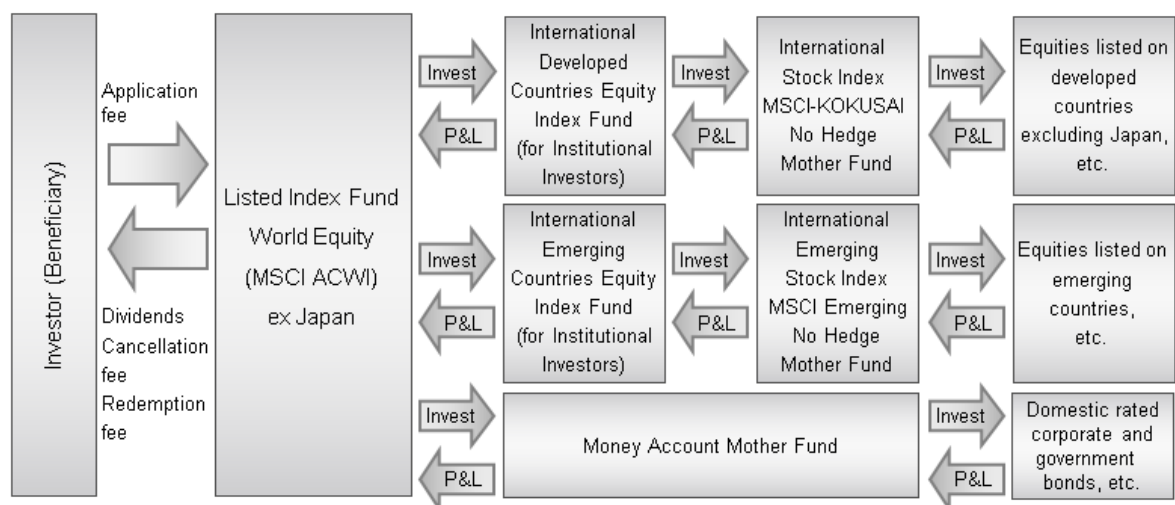 Investor (Beneficiary)
Application
fee
Dividends
Cancellation
fee
Redemption
fee
Listed Index Fund
World Equity
(MSCI ACWI)
ex Japan
Invest
P&L
International
Developed
Countries Equity
Index Fund
(for Institutional
Investors)
Invest
P&L
International
Stock Index
MSCI-KOKUSAI
No Hedge
Mother Fund
Invest
P&L
Equities listed on
developed
countries
excluding Japan,
etc.
Invest
P&L
International
Emerging
Countries Equity
Index Fund
(for Institutional
Investors)
Invest
P&L
International
Emerging
Stock Index
MSCI Emerging
No Hedge
Mother Fund
Invest
P&L
Equities listed on
emerging
countries,
etc.
Invest
P&L
Money Account Mother Fund
Invest
P&L
Domestic rated
corporate and
government
bonds, etc.